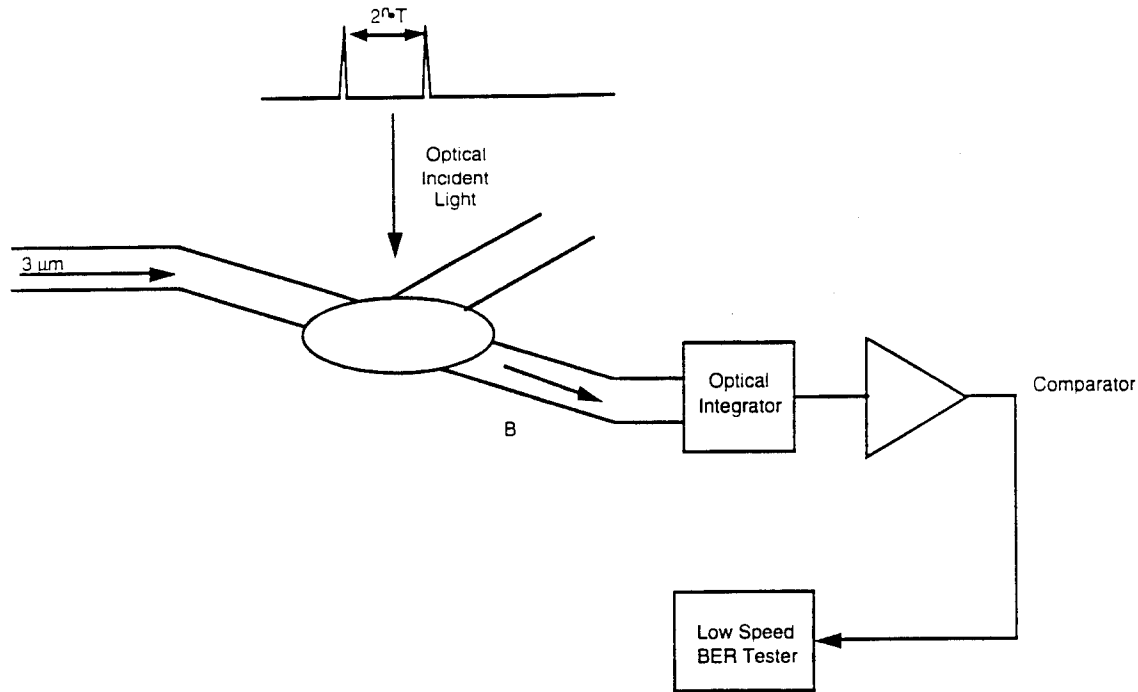 2ⁿ•T
Optical
Incident
Light
3 µm
Optical
Integrator
Comparator
B
Low Speed
BER Tester